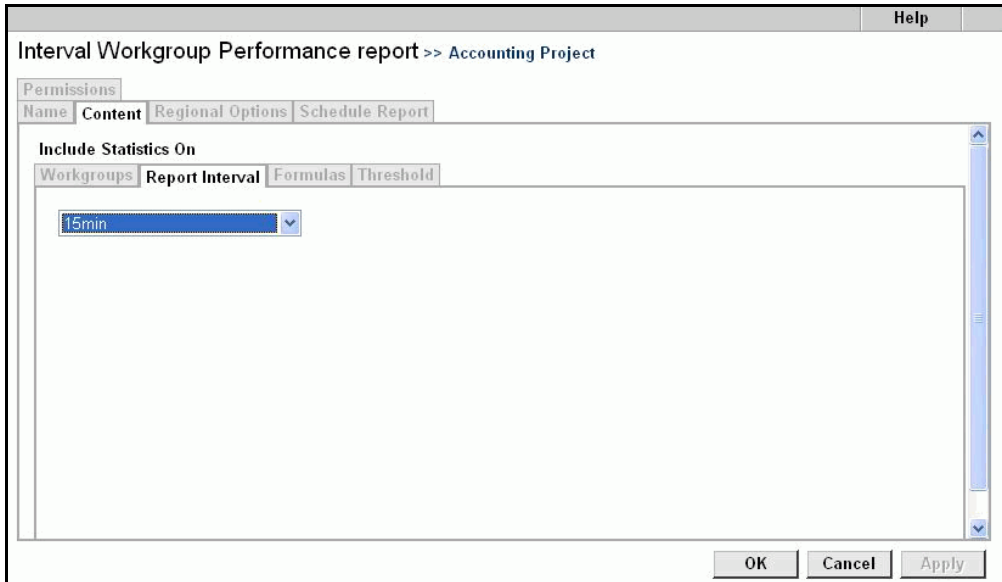 Help
Interval Workgroup Performance report >> Accounting Project
Permissions
Name Content Regional Options Schedule Report
Include Statistics On
Workgroups Report Interval Formulas Threshold
15min
OK Cancel Apply